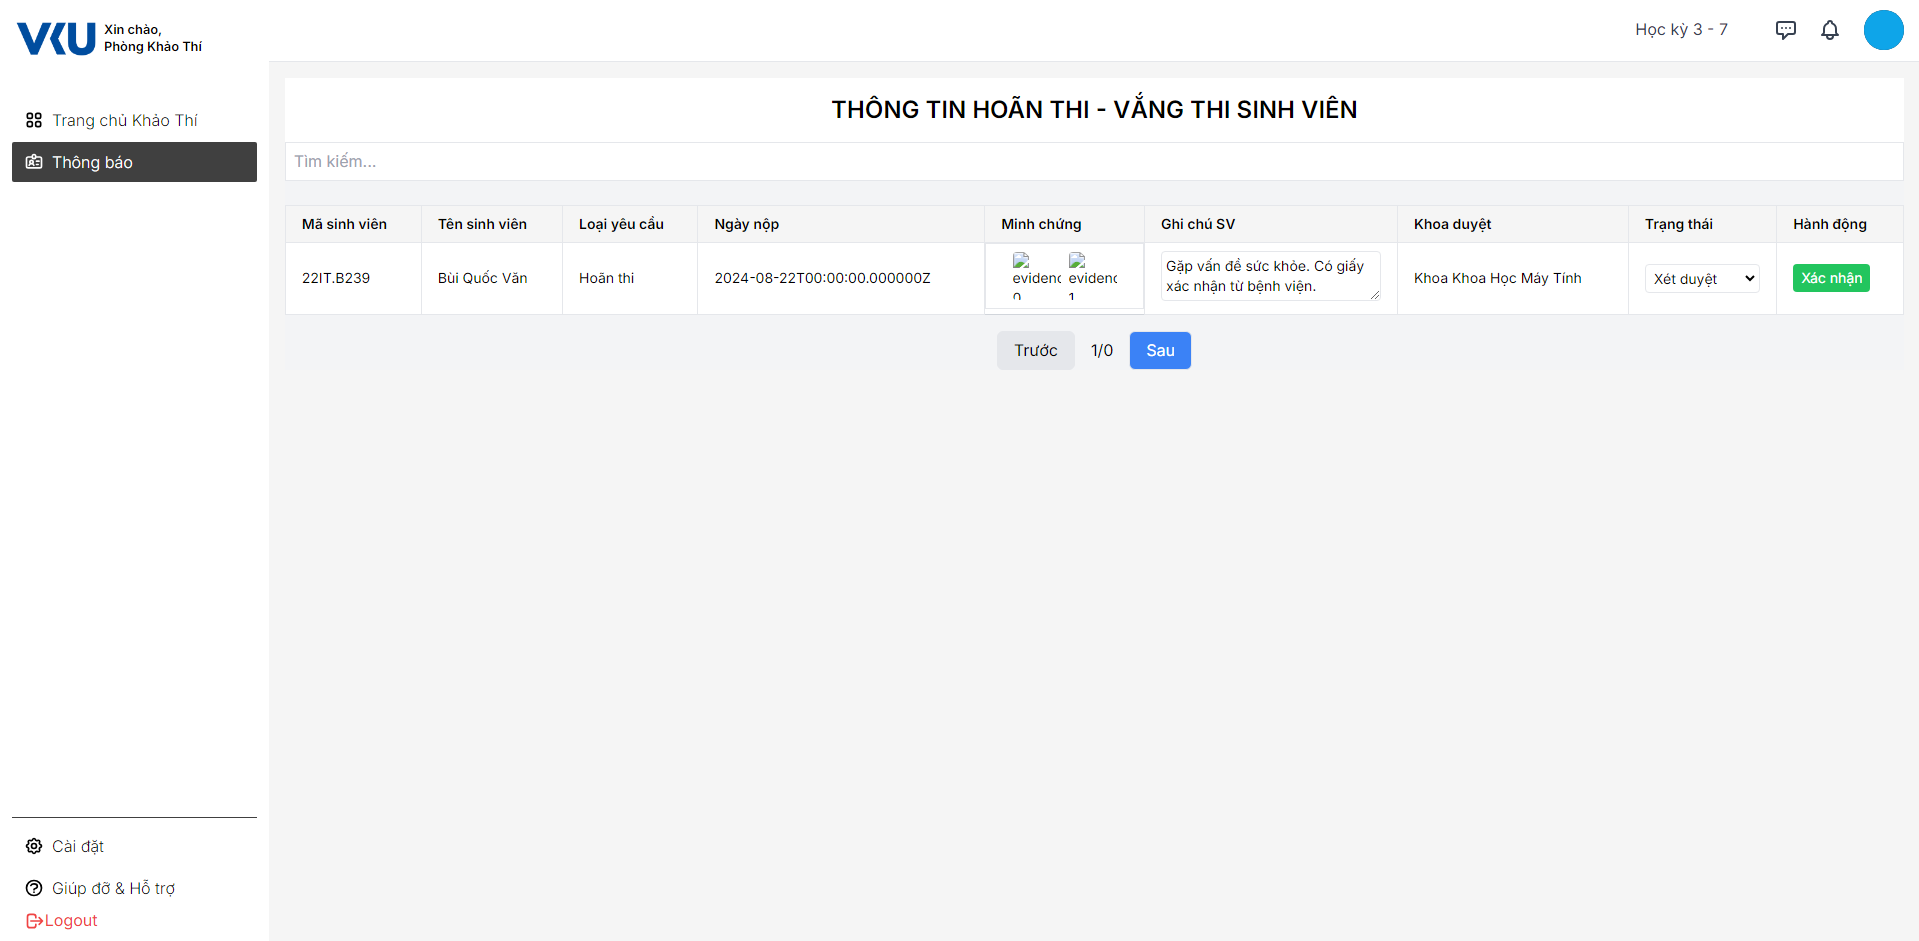 VKU
Xin chào,
Phòng Khảo Thí
Học kỳ 3 - 7
Trang chủ Khảo Thí
Thông báo
THÔNG TIN HOÃN THI - VẮNG THI SINH VIÊN
Tìm kiếm...
Mã sinh viên Tên sinh viên Loại yêu cầu Ngày nộp Minh chứng Ghi chú SV Khoa duyệt Trạng thái Hành động
22IT.B239 Bùi Quốc Văn Hoãn thi 2024-08-22T00:00:00.000000Z evidenc 0 evidenc 1 Gặp vấn đề sức khỏe. Có giấy xác nhận từ bệnh viện. Khoa Khoa Học Máy Tính Xét duyệt Xác nhận
Trước 1/0 Sau
Cài đặt
Giúp đỡ & Hỗ trợ
Logout